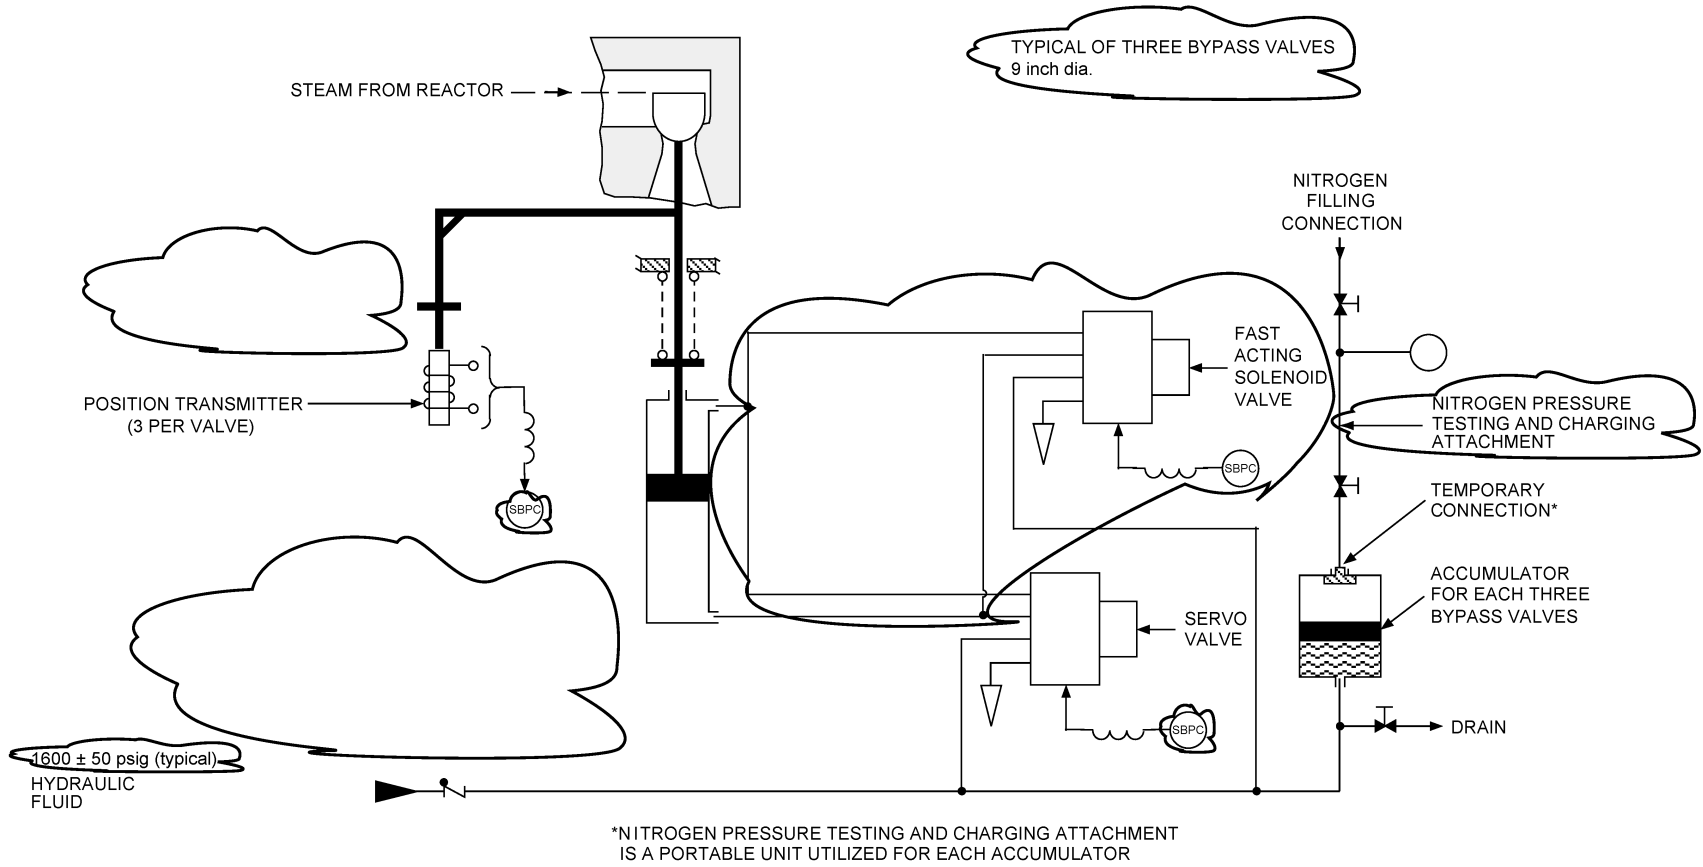 TYPICAL OF THREE BYPASS VALVES
9 inch dia.
STEAM FROM REACTOR
NITROGEN
FILLING
CONNECTION
FAST
ACTING
SOLENOID
VALVE
POSITION TRANSMITTER
(3 PER VALVE)
NITROGEN PRESSURE
TESTING AND CHARGING
ATTACHMENT
SBPC
SBPC
TEMPORARY
CONNECTION*
ACCUMULATOR
FOR EACH THREE
BYPASS VALVES
SERVO
VALVE
SBPC
DRAIN
1600 ± 50 psig (typical)
HYDRAULIC
FLUID
*NITROGEN PRESSURE TESTING AND CHARGING ATTACHMENT
IS A PORTABLE UNIT UTILIZED FOR EACH ACCUMULATOR